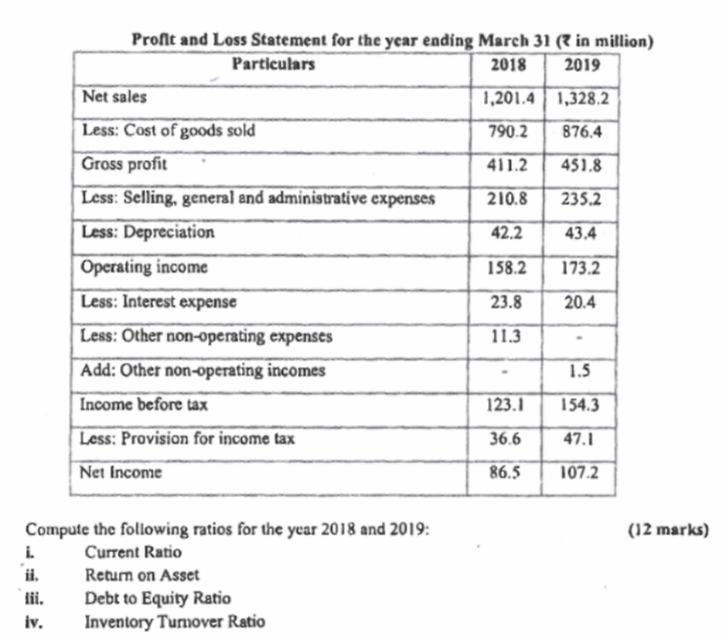 Profit and Loss Statement for the year ending March 31 (₹ in million)
Particulars 2018 2019
Net sales 1,201.4 1,328.2
Less: Cost of goods sold 790.2 876.4
Gross profit 411.2 451.8
Less: Selling, general and administrative expenses 210.8 235.2
Less: Depreciation 42.2 43.4
Operating income 158.2 173.2
Less: Interest expense 23.8 20.4
Less: Other non-operating expenses 11.3 -
Add: Other non-operating incomes - 1.5
Income before tax 123.1 154.3
Less: Provision for income tax 36.6 47.1
Net Income 86.5 107.2
Compute the following ratios for the year 2018 and 2019: (12 marks)
i. Current Ratio
ii. Return on Asset
iii. Debt to Equity Ratio
iv. Inventory Turnover Ratio